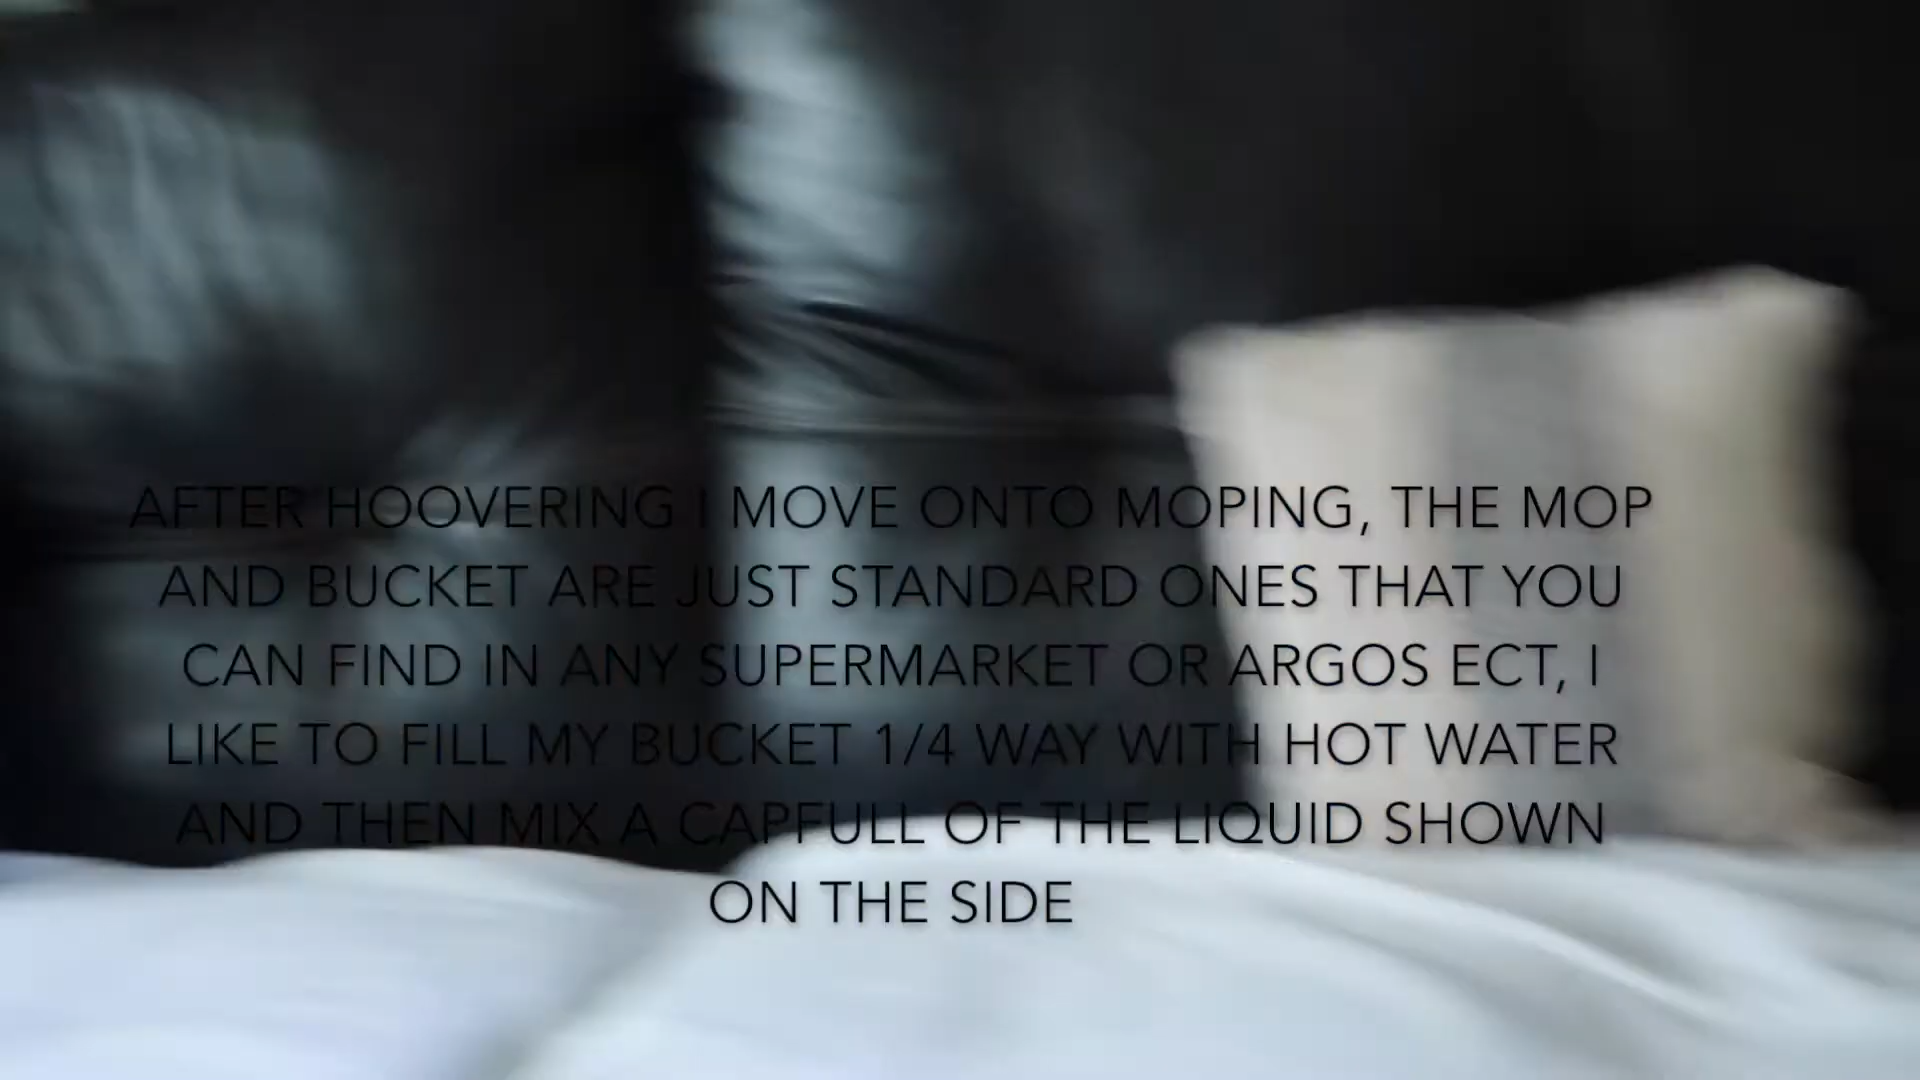 AFTER HOOVERING I MOVE ONTO MOPING, THE MOP
AND BUCKET ARE JUST STANDARD ONES THAT YOU
CAN FIND IN ANY SUPERMARKET OR ARGOS ECT, I
LIKE TO FILL MY BUCKET 1/4 WAY WITH HOT WATER
AND THEN MIX A CAPFULL OF THE LIQUID SHOWN
ON THE SIDE